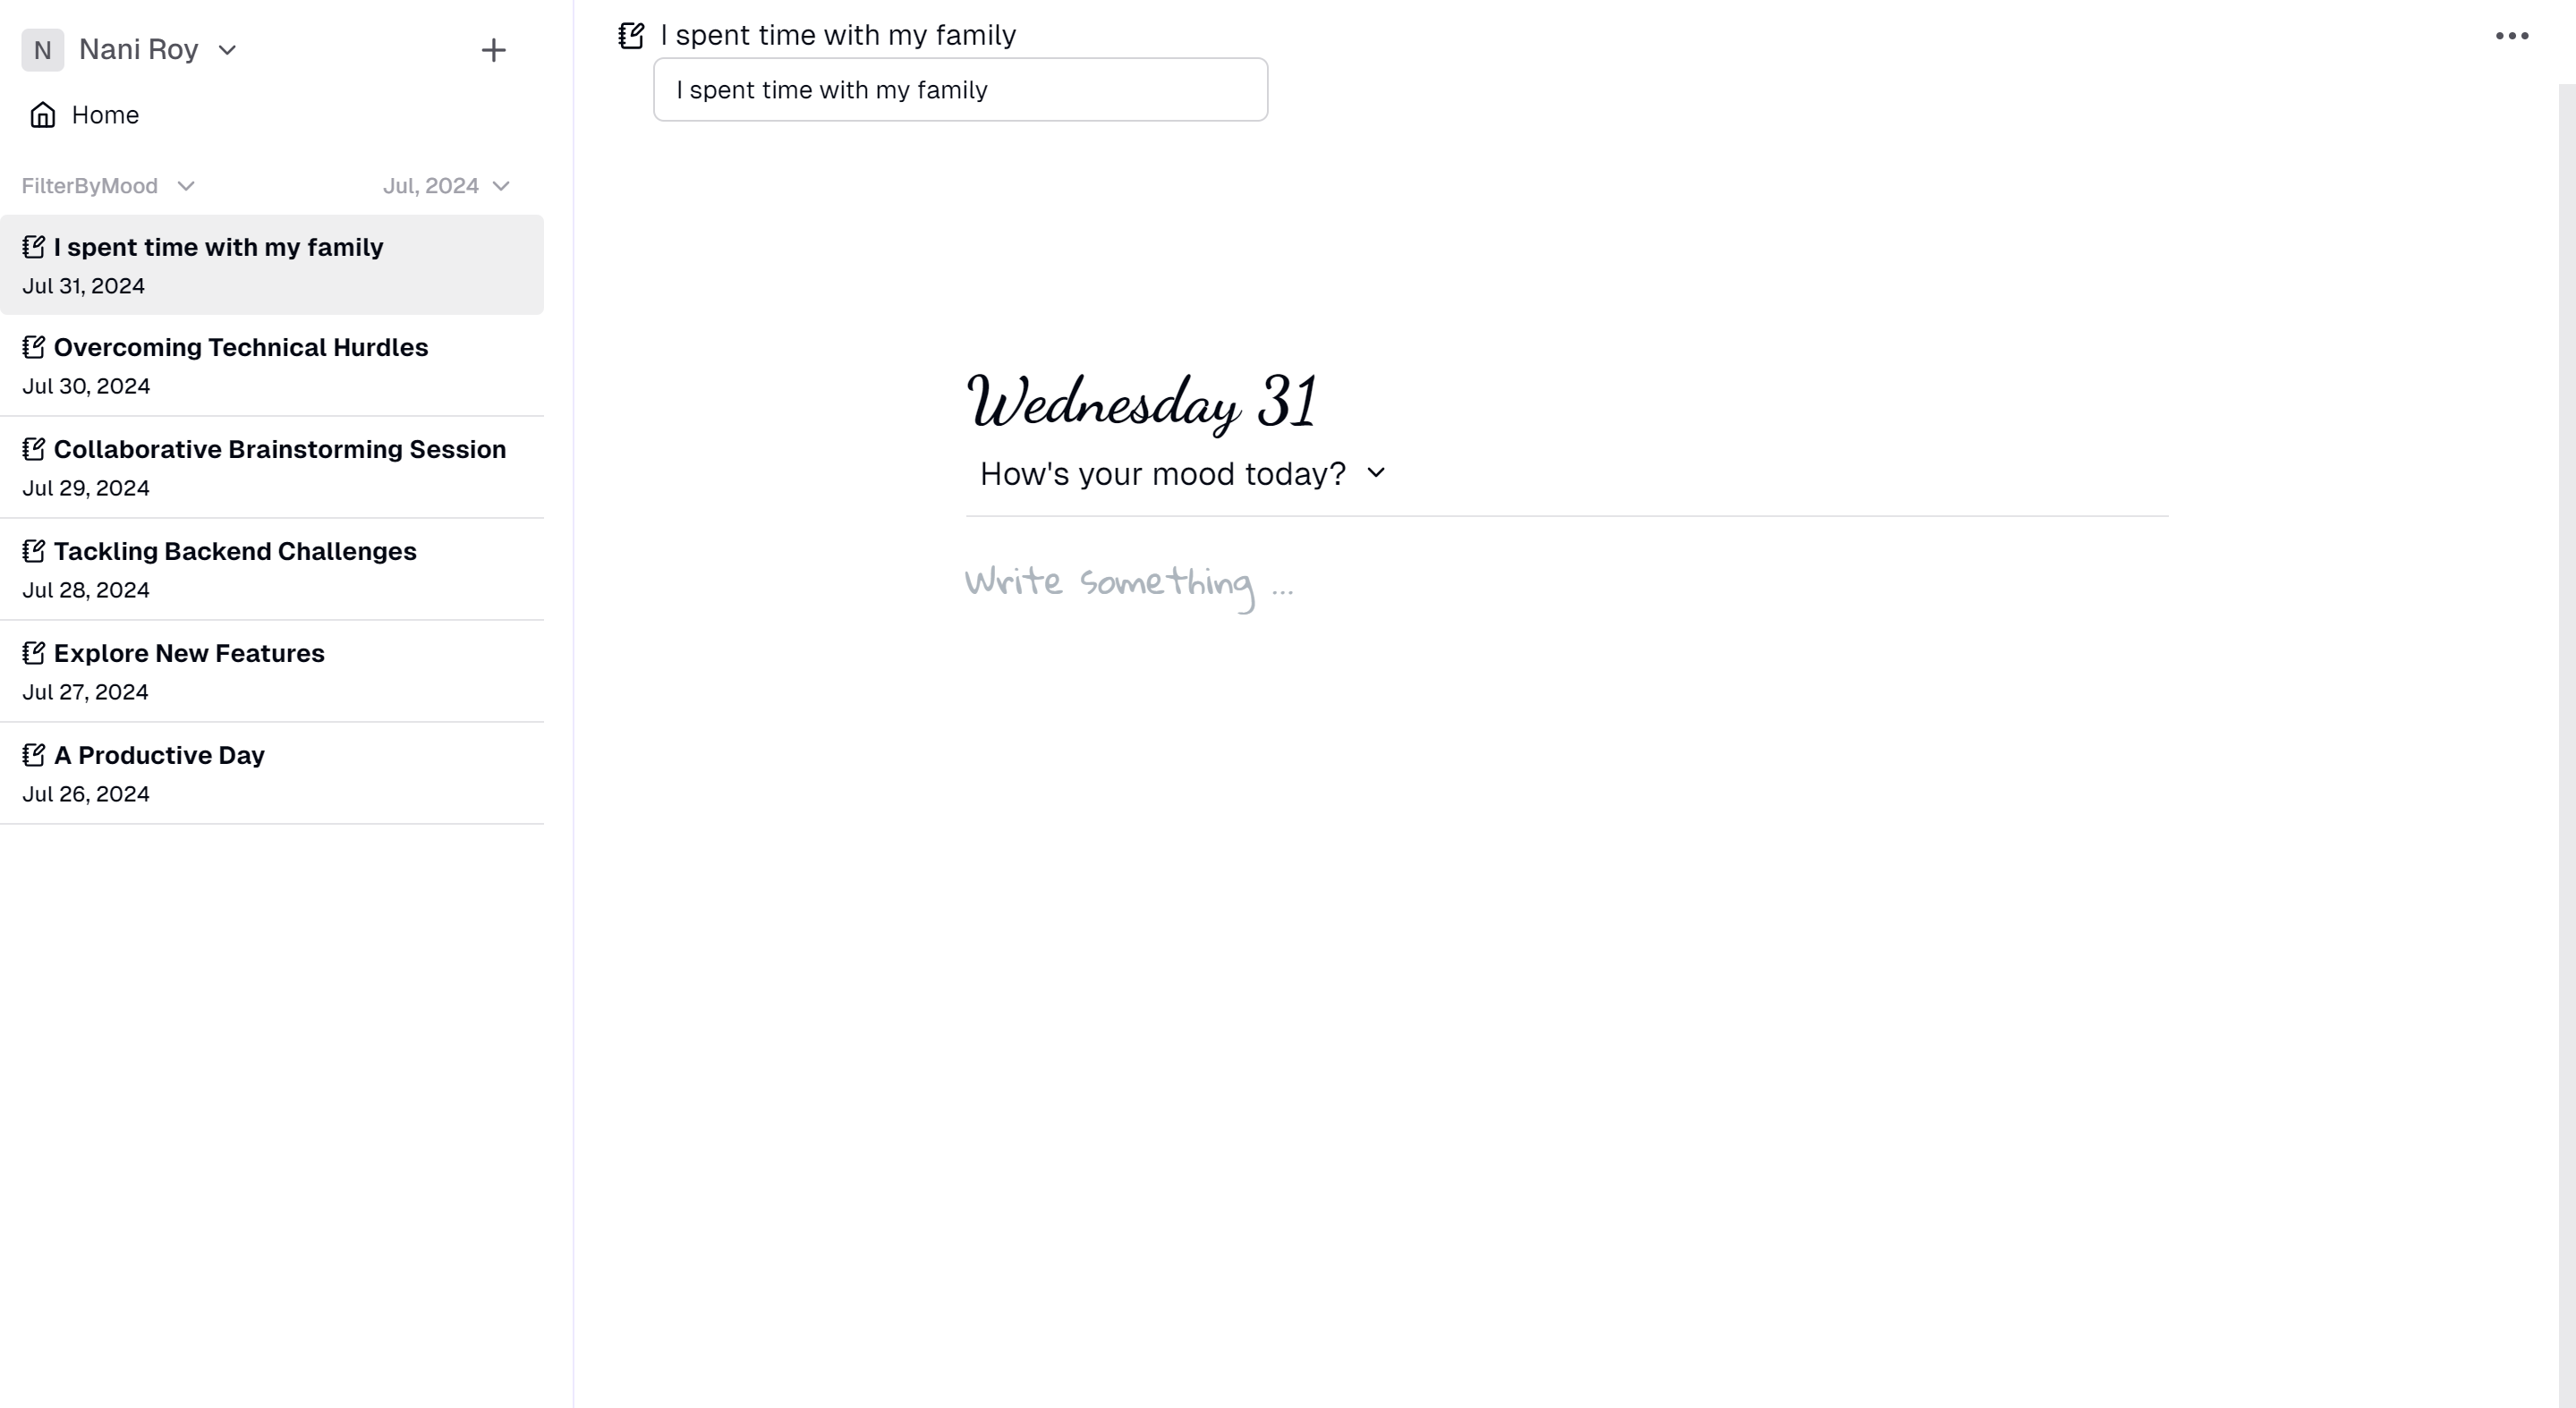 N Nani Roy
Home
FilterByMood Jul, 2024
I spent time with my family
Jul 31, 2024
Overcoming Technical Hurdles
Jul 30, 2024
Collaborative Brainstorming Session
Jul 29, 2024
Tackling Backend Challenges
Jul 28, 2024
Explore New Features
Jul 27, 2024
A Productive Day
Jul 26, 2024
I spent time with my family
I spent time with my family
Wednesday 31
How's your mood today?
Write something ...